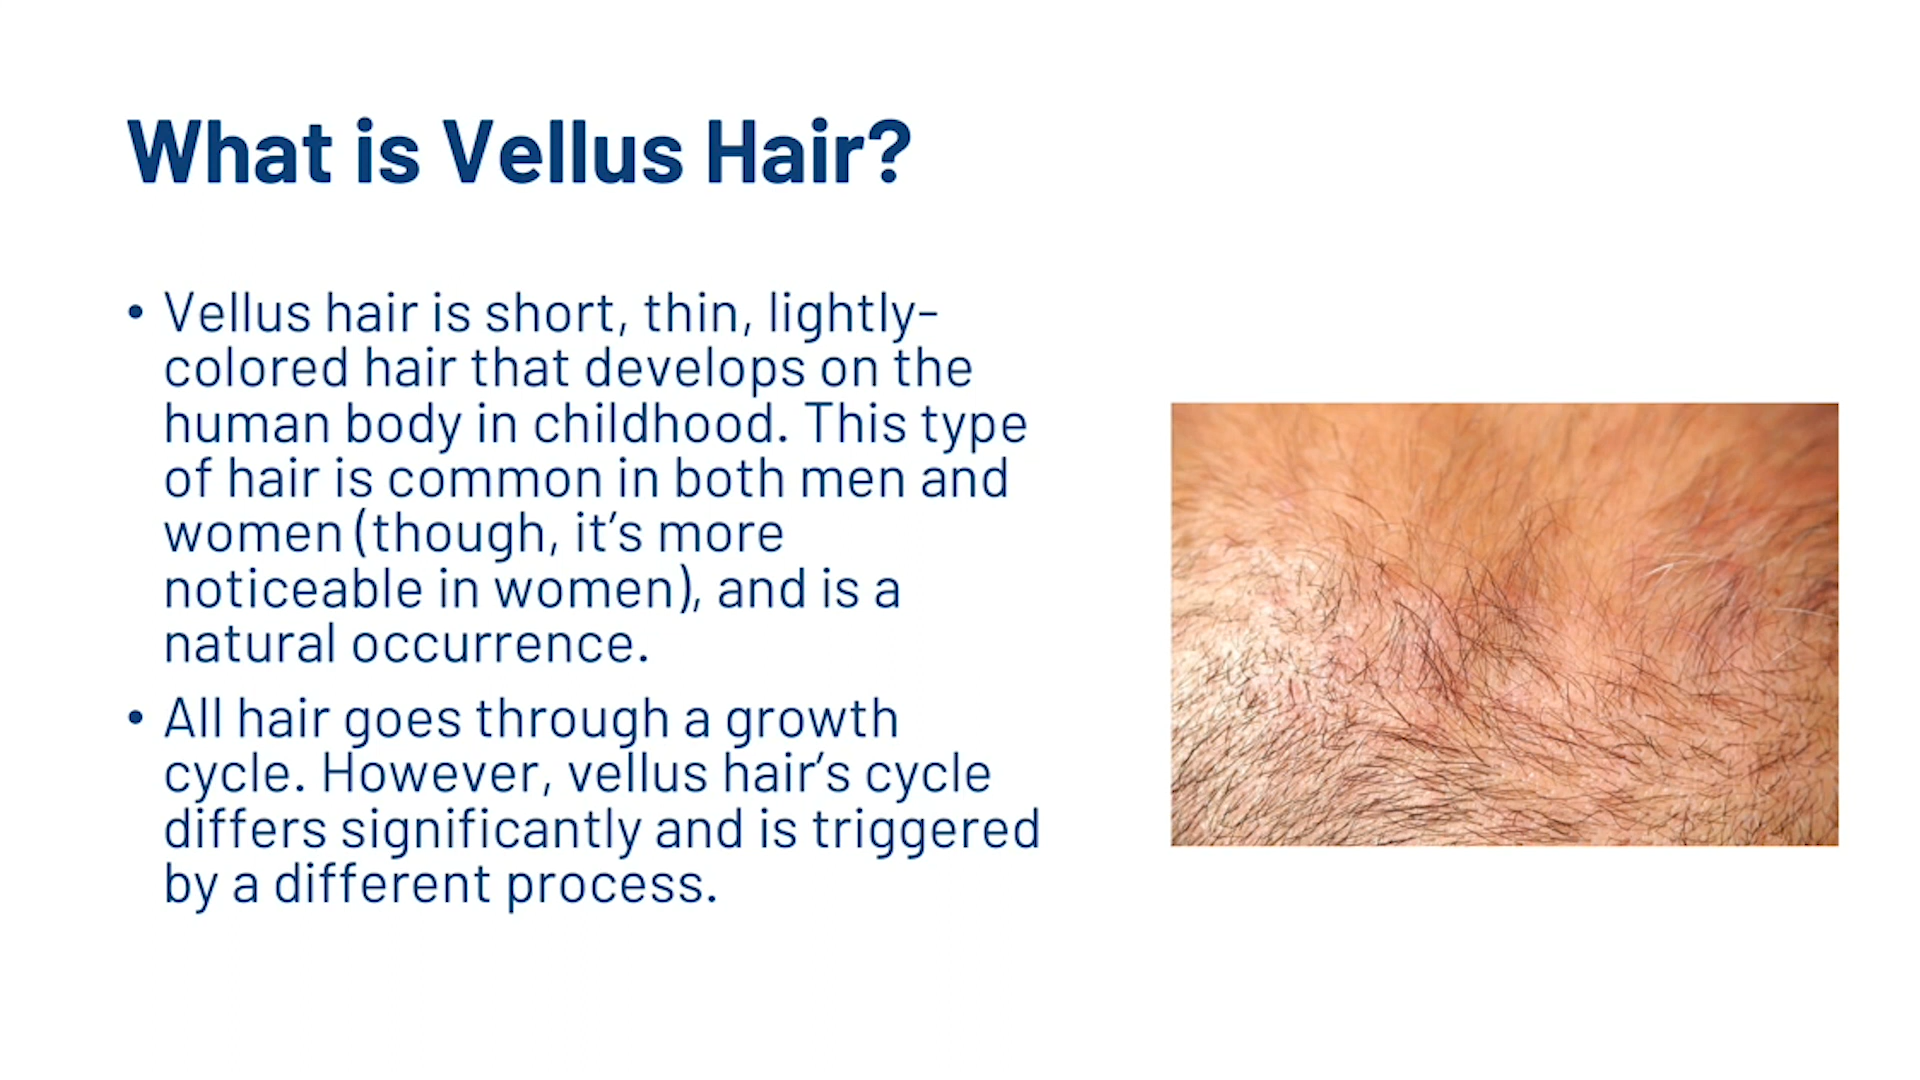 What is Vellus Hair?
• Vellus hair is short, thin, lightly-
colored hair that develops on the
human body in childhood. This type
of hair is common in both men and
women (though, it’s more
noticeable in women), and is a
natural occurrence.
• All hair goes through a growth
cycle. However, vellus hair’s cycle
differs significantly and is triggered
by a different process.